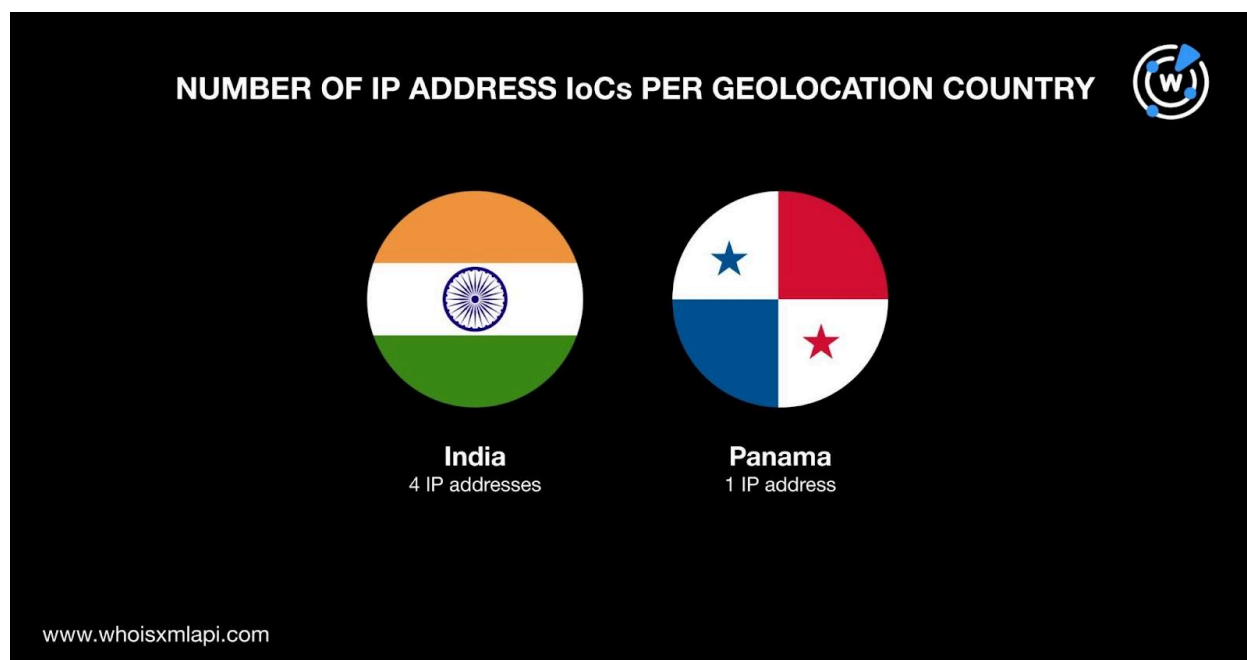 NUMBER OF IP ADDRESS IoCs PER GEOLOCATION COUNTRY
W
India
4 IP addresses
Panama
1 IP address
www.whoisxmlapi.com